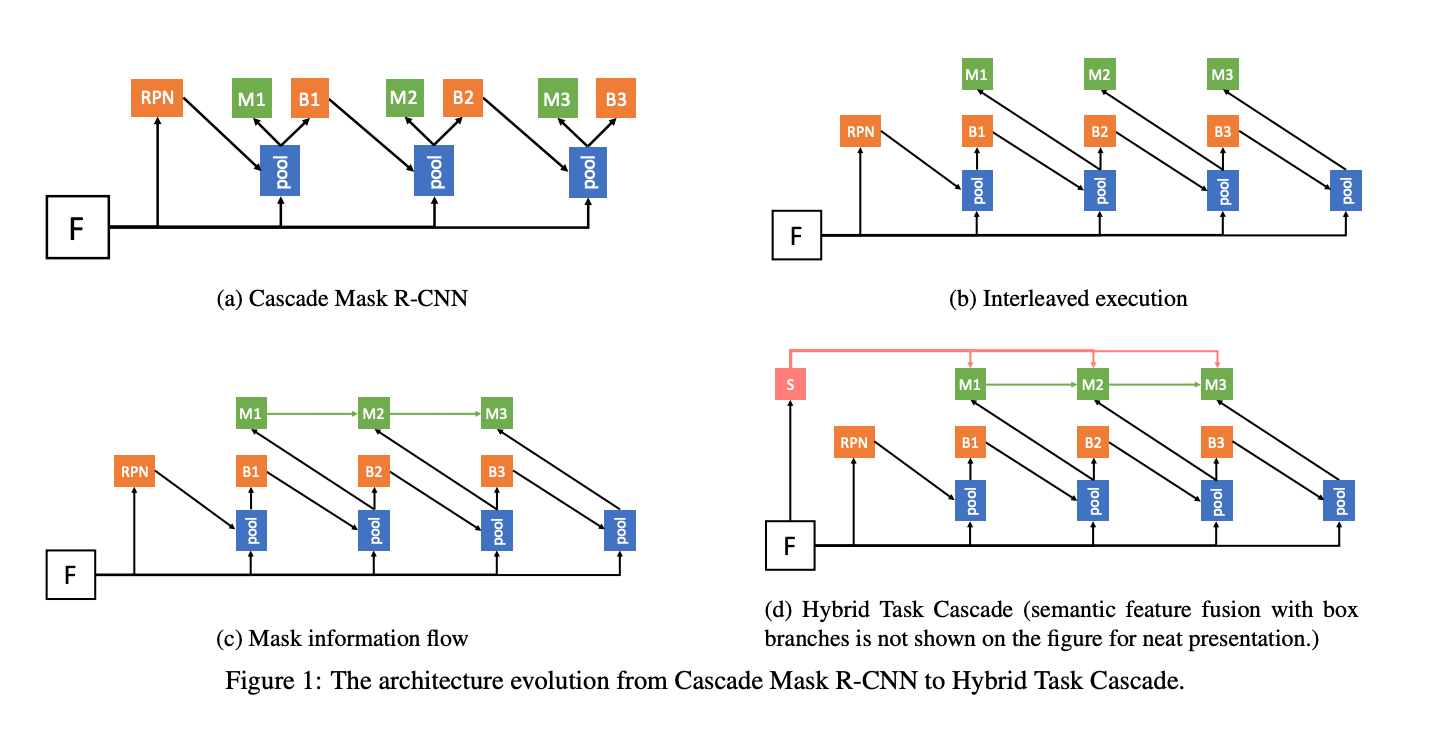 RPN M1 B1 M2 B2 M3 B3
pool pool pool
F
(a) Cascade Mask R-CNN
M1 M2 M3
RPN B1 B2 B3
pool pool pool pool
F
(b) Interleaved execution
M1 M2 M3
RPN B1 B2 B3
pool pool pool pool
F
(c) Mask information flow
S M1 M2 M3
RPN B1 B2 B3
pool pool pool pool
F
(d) Hybrid Task Cascade (semantic feature fusion with box
branches is not shown on the figure for neat presentation.)
Figure 1: The architecture evolution from Cascade Mask R-CNN to Hybrid Task Cascade.